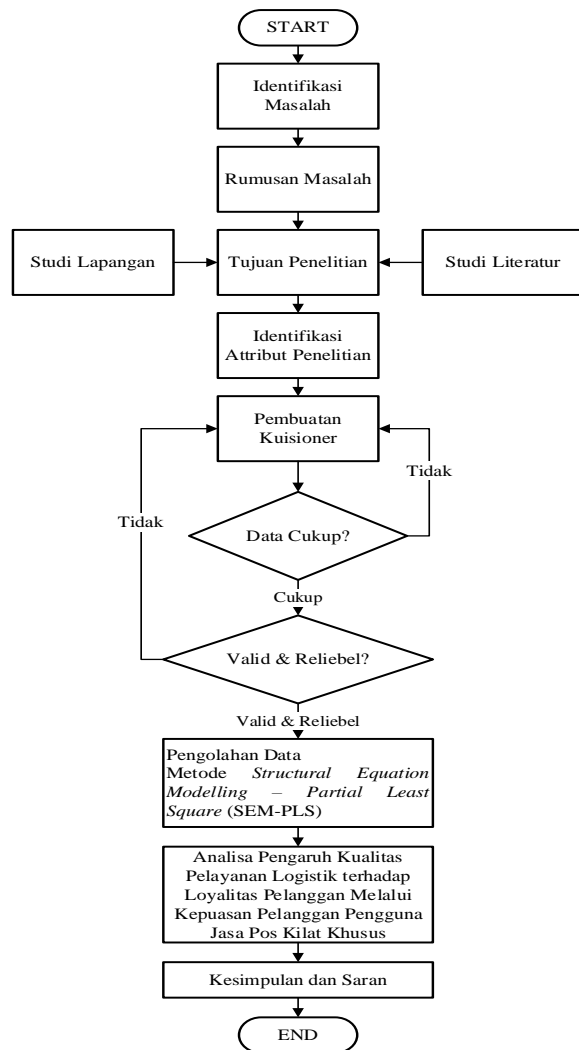 START
Identifikasi
Masalah
Rumusan Masalah
Studi Lapangan
Tujuan Penelitian
Studi Literatur
Identifikasi
Attribut Penelitian
Pembuatan
Kuisioner
Tidak
Tidak
Data Cukup?
Cukup
Valid & Reliebel?
Valid & Reliebel
Pengolahan Data
Metode Structural Equation
Modelling – Partial Least
Square (SEM-PLS)
Analisa Pengaruh Kualitas
Pelayanan Logistik terhadap
Loyalitas Pelanggan Melalui
Kepuasan Pelanggan Pengguna
Jasa Pos Kilat Khusus
Kesimpulan dan Saran
END